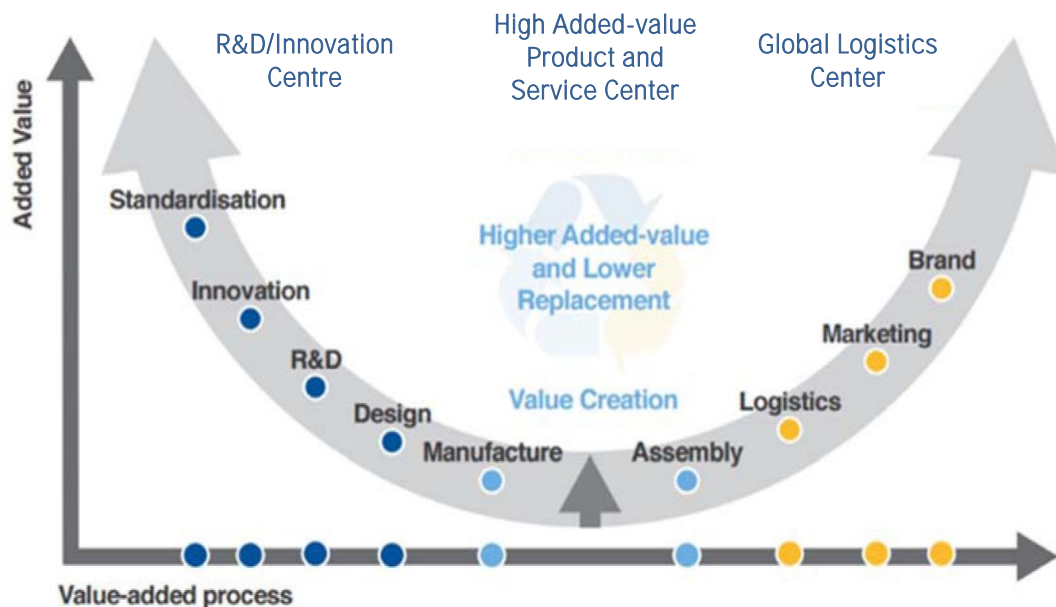 R&D/Innovation
Centre
High Added-value
Product and
Service Center
Global Logistics
Center
Added Value
Standardisation
Innovation
R&D
Design
Manufacture
Higher Added-value
and Lower
Replacement
Value Creation
Assembly
Logistics
Marketing
Brand
Value-added process